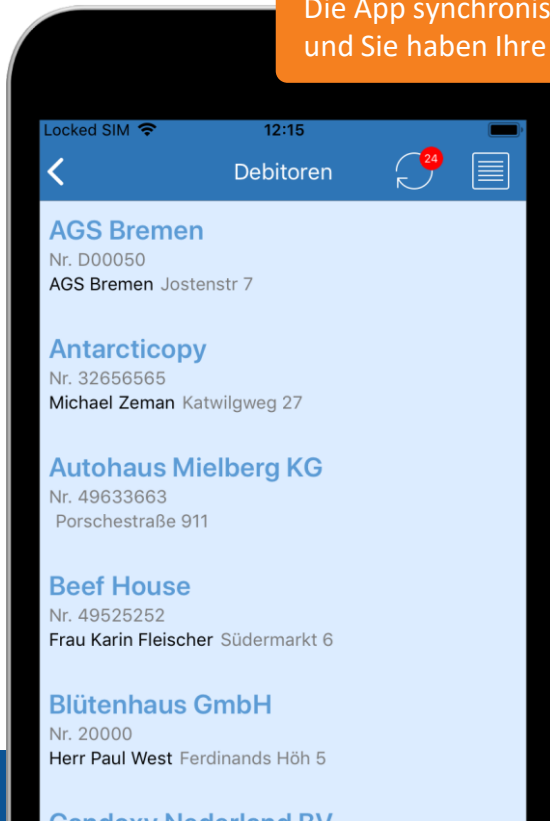 Die App synchronis
und Sie haben Ihre
Locked SIM 12:15
Debitoren 24
AGS Bremen
Nr. D00050
AGS Bremen Jostenstr 7
Antarcticopy
Nr. 32656565
Michael Zeman Katwilgweg 27
Autohaus Mielberg KG
Nr. 49633663
Porschestraße 911
Beef House
Nr. 49525252
Frau Karin Fleischer Südermarkt 6
Blütenhaus GmbH
Nr. 20000
Herr Paul West Ferdinands Höh 5
Nederland BV